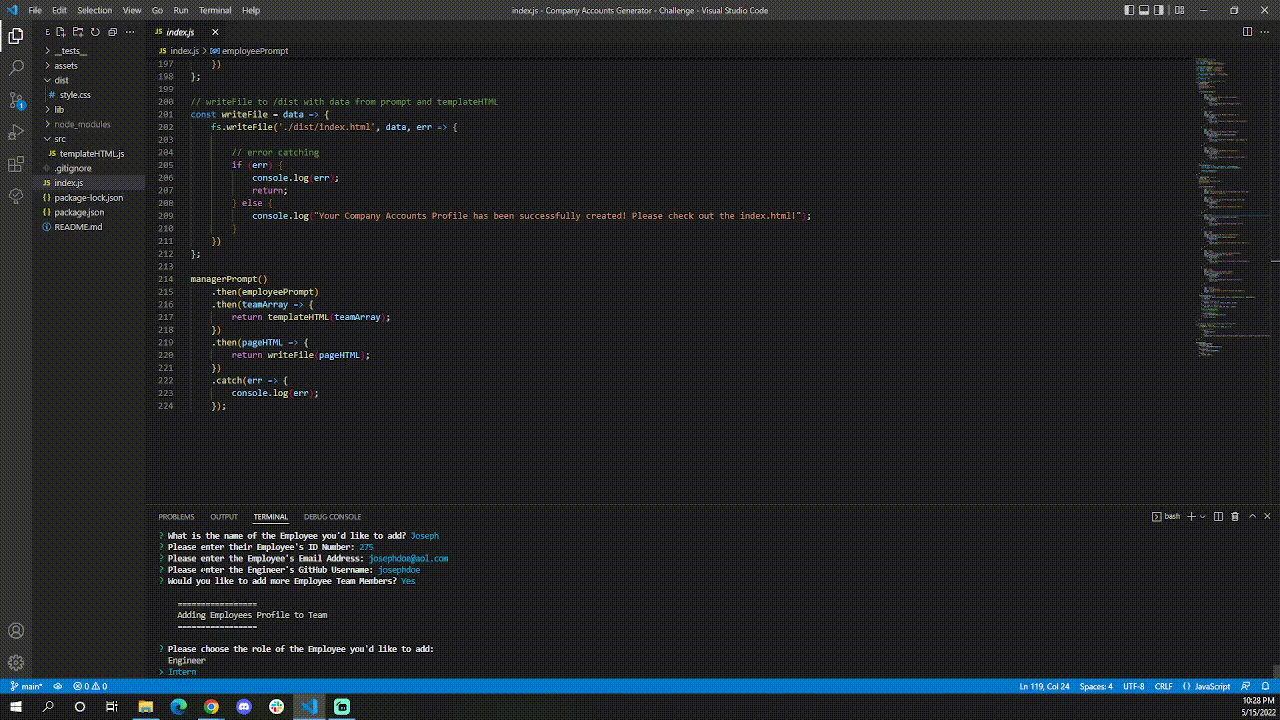 File Edit Selection View Go Run Terminal Help index.js - Company Accounts Generator - Challenge - Visual Studio Code
E
__tests__
assets
dist
# style.css
lib
node_modules
src
JS templateHTML.js
.gitignore
JS index.js
{} package-lock.json
{} package.json
README.md
JS index.js
JS index.js > employeePrompt
197 })
198 };
199
200 // writeFile to /dist with data from prompt and templateHTML
201 const writeFile = data => {
202 fs.writeFile('./dist/index.html', data, err => {
203
204 // error catching
205 if (err) {
206 console.log(err);
207 return;
208 } else {
209 console.log("Your Company Accounts Profile has been successfully created! Please check out the index.html!");
210 }
211 })
212 };
213
214 managerPrompt()
215 .then(employeePrompt)
216 .then(teamArray => {
217 return templateHTML(teamArray);
218 })
219 .then(pageHTML => {
220 return writeFile(pageHTML);
221 })
222 .catch(err => {
223 console.log(err);
224 });
PROBLEMS OUTPUT TERMINAL DEBUG CONSOLE bash
? What is the name of the Employee you'd like to add? Joseph
? Please enter their Employee's ID Number: 275
? Please enter the Employee's Email Address: josephdoe@aol.com
? Please enter the Engineer's GitHub Username: josephdoe
? Would you like to add more Employee Team Members? Yes
=================
Adding Employees Profile to Team
=================
? Please choose the role of the Employee you'd like to add:
Engineer
> Intern
main* 0 0 Ln 119, Col 24 Spaces: 4 UTF-8 CRLF {} JavaScript
10:28 PM
5/15/2022